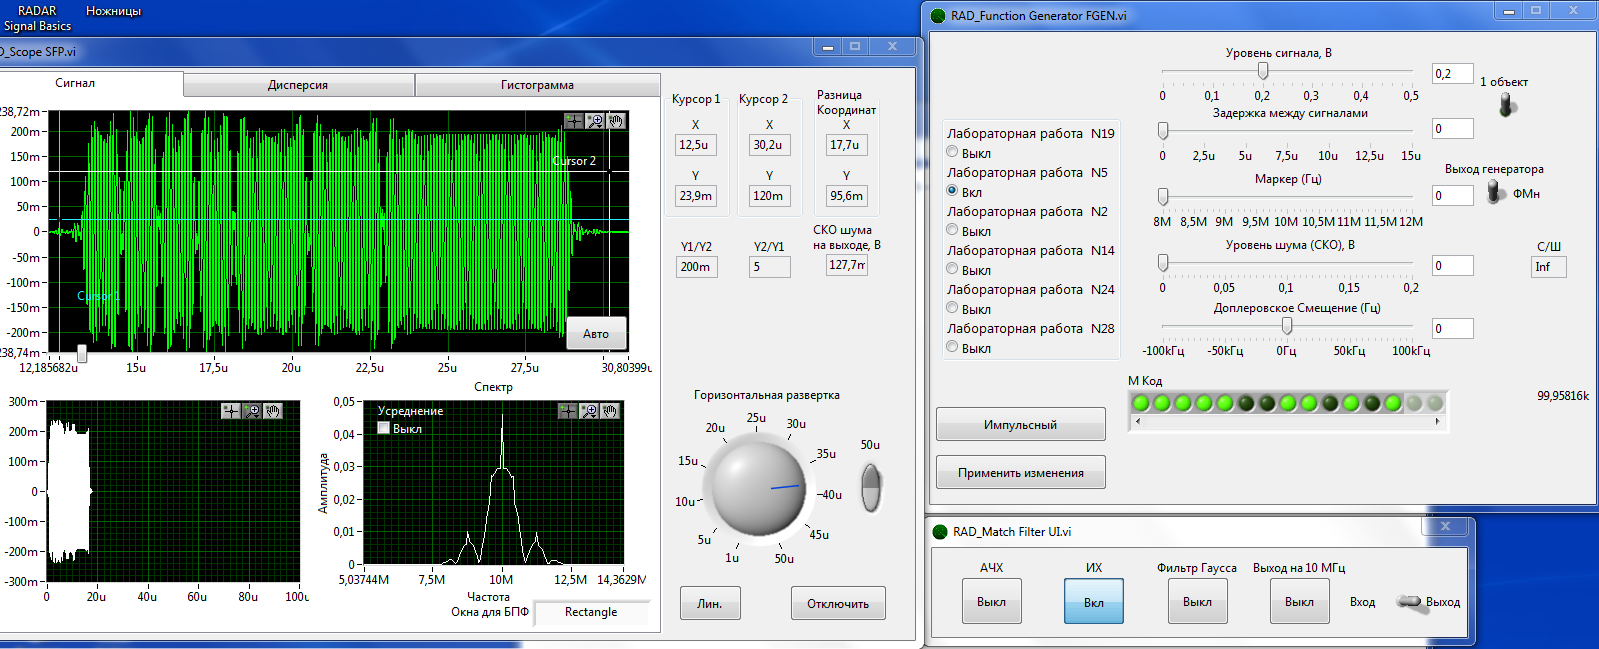 RADAR
Signal Basics
Ножницы
D_Scope SFP.vi
Сигнал
Дисперсия
Гистограмма
238,72m
200m
150m
100m
50m
0
-50m
-100m
-150m
-200m
238,74m
Cursor 2
Cursor 1
Авто
12,185682u
15u
17,5u
20u
22,5u
25u
27,5u
30,80399u
Спектр
300m
200m
100m
0
-100m
-200m
-300m
0
20u
40u
60u
80u
100u
Усреднение
Выкл
Амплитуда
0,05
0,04
0,03
0,02
0,01
0
5,03744M
7,5M
10M
12,5M
14,3629M
Частота
Окна для БПФ
Rectangle
Курсор 1
X
12,5u
Y
23,9m
Курсор 2
X
30,2u
Y
120m
Разница
Координат
X
17,7u
Y
95,6m
Y1/Y2
200m
Y2/Y1
5
СКО шума
на выходе, В
127,7m
Горизонтальная развертка
1u
5u
10u
15u
20u
25u
30u
35u
40u
45u
50u
50u
Лин.
Отключить
RAD_Function Generator FGEN.vi
Лабораторная работа N19
Выкл
Лабораторная работа N5
Вкл
Лабораторная работа N2
Выкл
Лабораторная работа N14
Выкл
Лабораторная работа N24
Выкл
Лабораторная работа N28
Выкл
Импульсный
Применить изменения
Уровень сигнала, В
0 0,1 0,2 0,3 0,4 0,5
0,2
1 объект
Задержка между сигналами
0 2,5u 5u 7,5u 10u 12,5u 15u
0
Маркер (Гц)
8M 8,5M 9M 9,5M 10M 10,5M 11M 11,5M 12M
0
Выход генератора
ФМн
Уровень шума (СКО), В
0 0,05 0,1 0,15 0,2
0
С/Ш
Inf
Доплеровское Смещение (Гц)
-100кГц -50кГц 0Гц 50кГц 100кГц
0
М Код
99,95816k
RAD_Match Filter UI.vi
АЧХ
Выкл
ИХ
Вкл
Фильтр Гаусса
Выкл
Выход на 10 МГц
Выкл
Вход
Выход